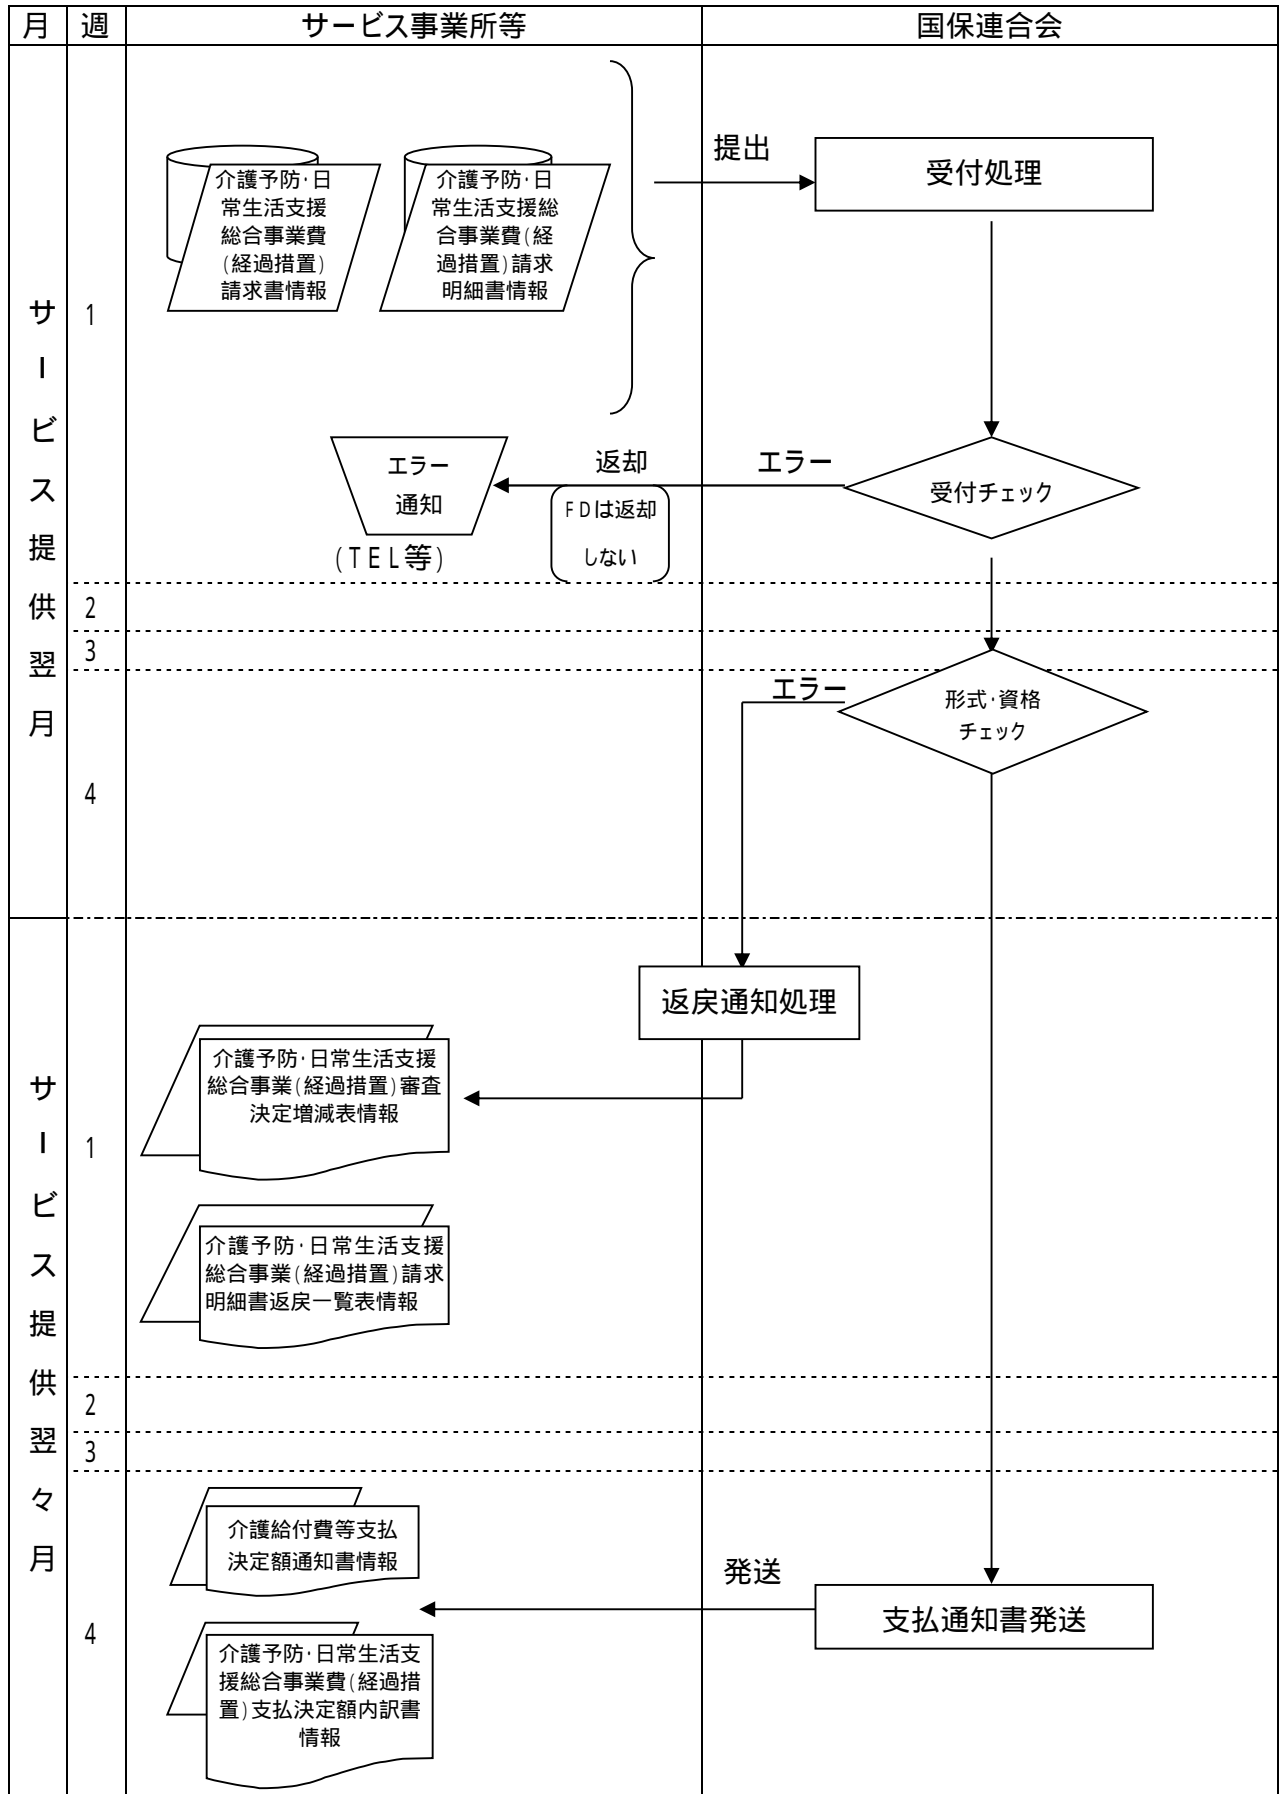 月
週
サービス事業所等
国保連合会
サービス提供翌月
1
介護予防・日
常生活支援
総合事業費
(経過措置)
請求書情報
介護予防・日
常生活支援総
合事業費(経
過措置)請求
明細書情報
提出
受付処理
エラー
通知
(TEL等)
返却
FDは返却
しない
エラー
受付チェック
2
3
エラー
形式・資格
チェック
4
サービス提供翌々月
返戻通知処理
1
介護予防・日常生活支援
総合事業(経過措置)審査
決定増減表情報
介護予防・日常生活支援
総合事業(経過措置)請求
明細書返戻一覧表情報
2
3
4
介護給付費等支払
決定額通知書情報
発送
支払通知書発送
介護予防・日常生活支
援総合事業費(経過措
置)支払決定額内訳書
情報